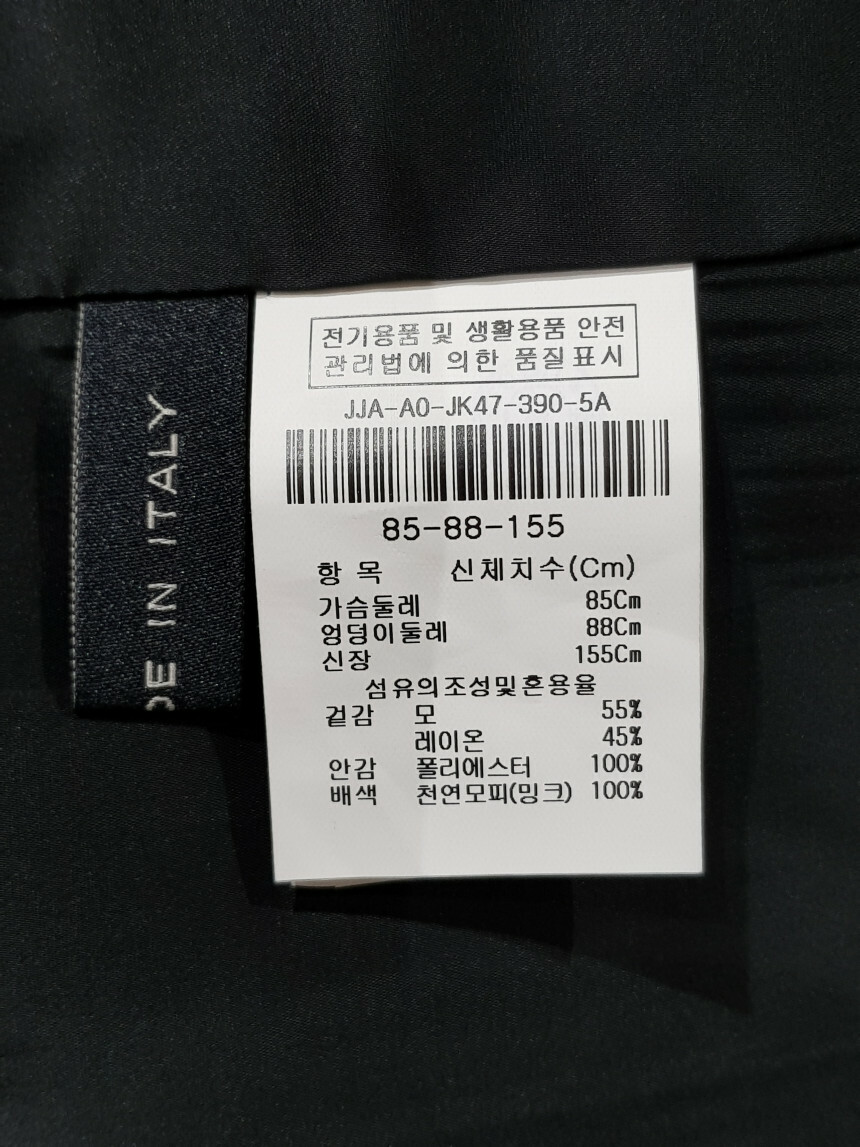 전기용품 및 생활용품 안전
관리법에 의한 품질표시
JJA-A0-JK47-390-5A
85-88-155
항 목 신체치수(Cm)
가슴둘레 85Cm
엉덩이둘레 88Cm
신장 155Cm
섬유의조성및혼용율
겉감 모 55%
레이온 45%
안감 폴리에스터 100%
배색 천연모피(밍크) 100%
DE IN ITALY